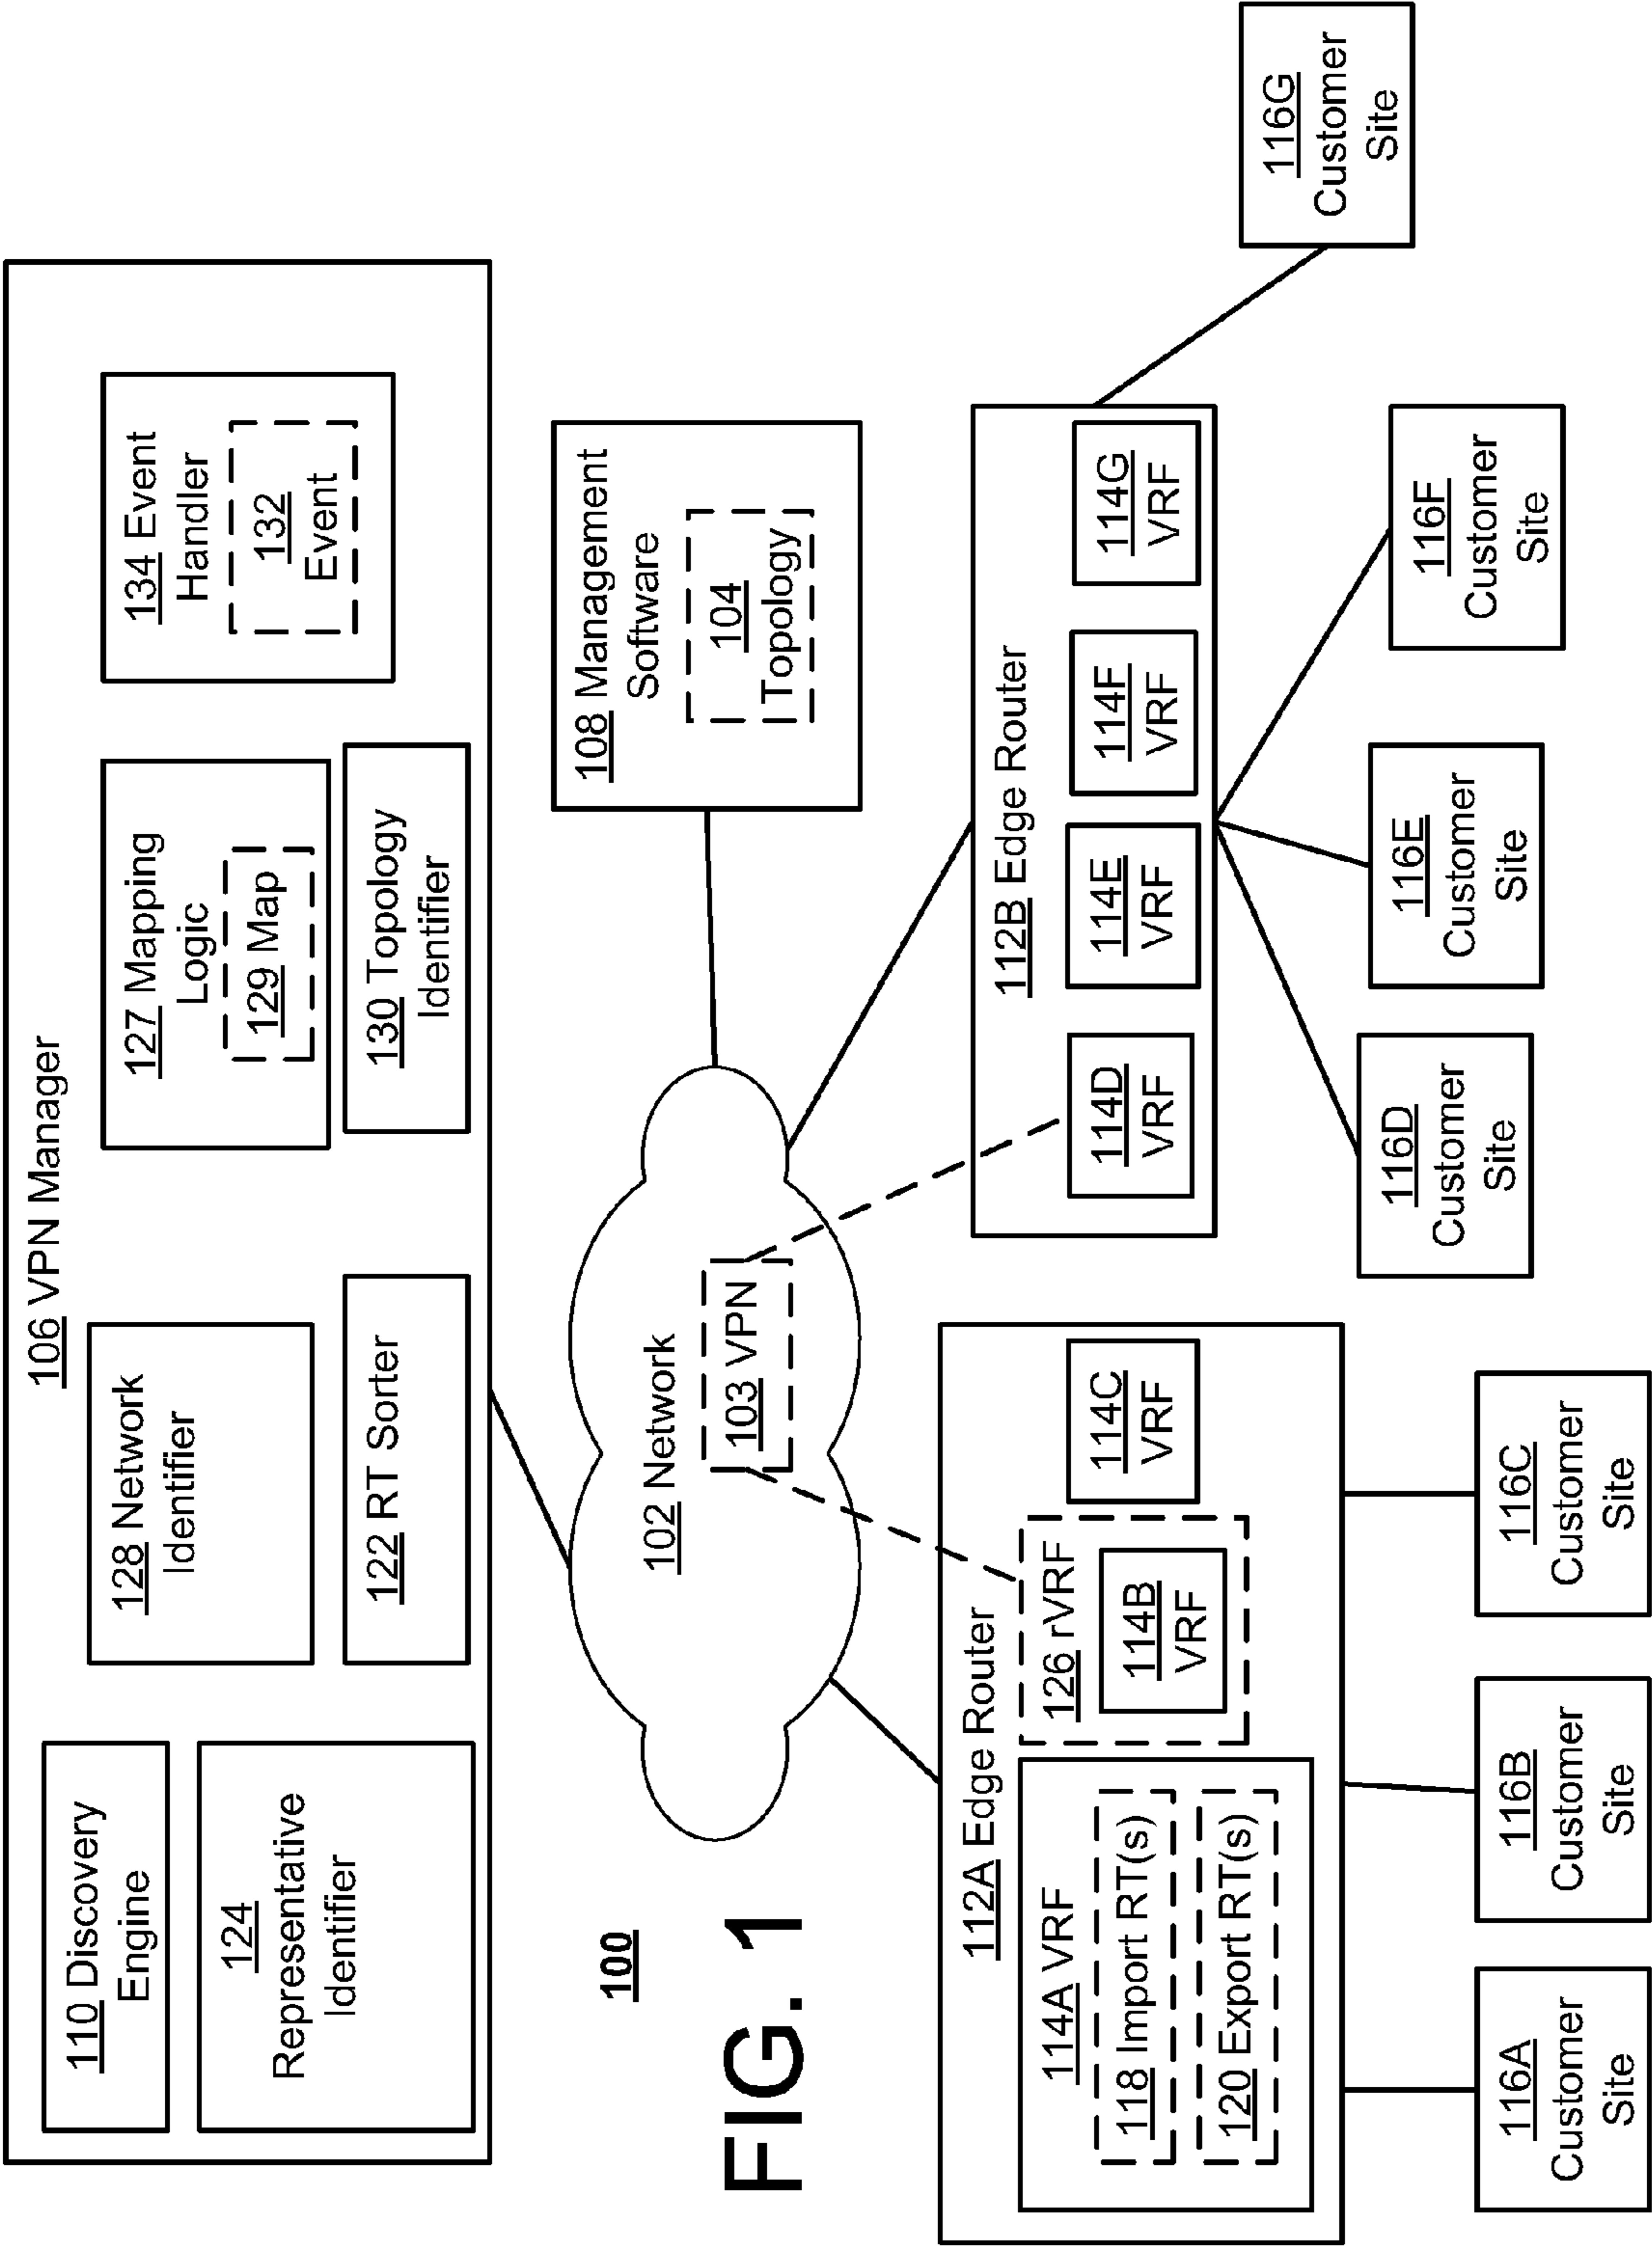 106 VPN Manager
110 Discovery
Engine
128 Network
Identifier
127 Mapping
Logic
129 Map
134 Event
Handler
132
Event
124
Representative
Identifier
122 RT Sorter
130 Topology
Identifier
108 Management
Software
104
Topology
102 Network
103 VPN
100
FIG. 1
112A Edge Router
114A VRF
118 Import RT(s)
120 Export RT(s)
126 rVRF
114B
VRF
114C
VRF
112B Edge Router
114D
VRF
114E
VRF
114F
VRF
114G
VRF
116A
Customer
Site
116B
Customer
Site
116C
Customer
Site
116D
Customer
Site
116E
Customer
Site
116F
Customer
Site
116G
Customer
Site